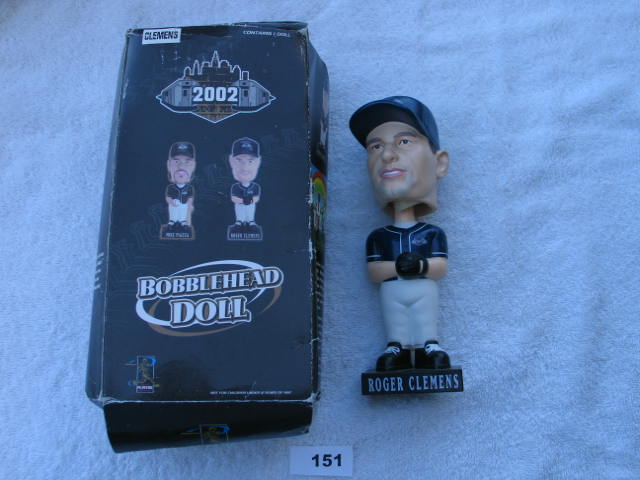 CLEMENS
CONTAINS 1 DOLL
2002
MIKE PIAZZA
ROGER CLEMENS
BOBBLEHEAD
DOLL
ROGER CLEMENS
151